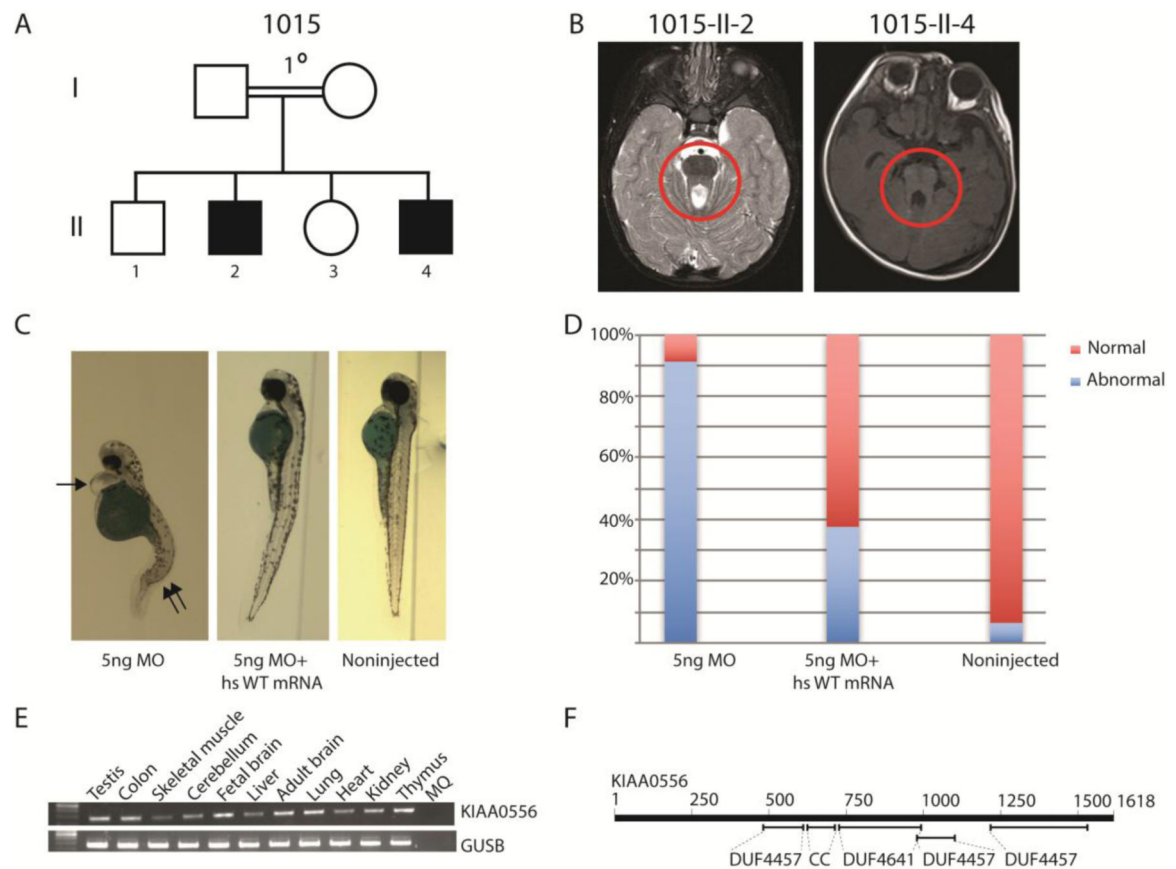 A
1015
1°
I
II
1
2
3
4
B
1015-II-2
1015-II-4
C
5ng MO
5ng MO+
hs WT mRNA
Noninjected
D
100%
80%
60%
40%
20%
Normal
Abnormal
5ng MO
5ng MO+
hs WT mRNA
Noninjected
E
Testis
Colon
Skeletal muscle
Cerebellum
Fetal brain
Liver
Adult brain
Lung
Heart
Kidney
Thymus
MQ
KIAA0556
GUSB
F
KIAA0556
1 250 500 750 1000 1250 1500 1618
DUF4457 CC DUF4641 DUF4457 DUF4457